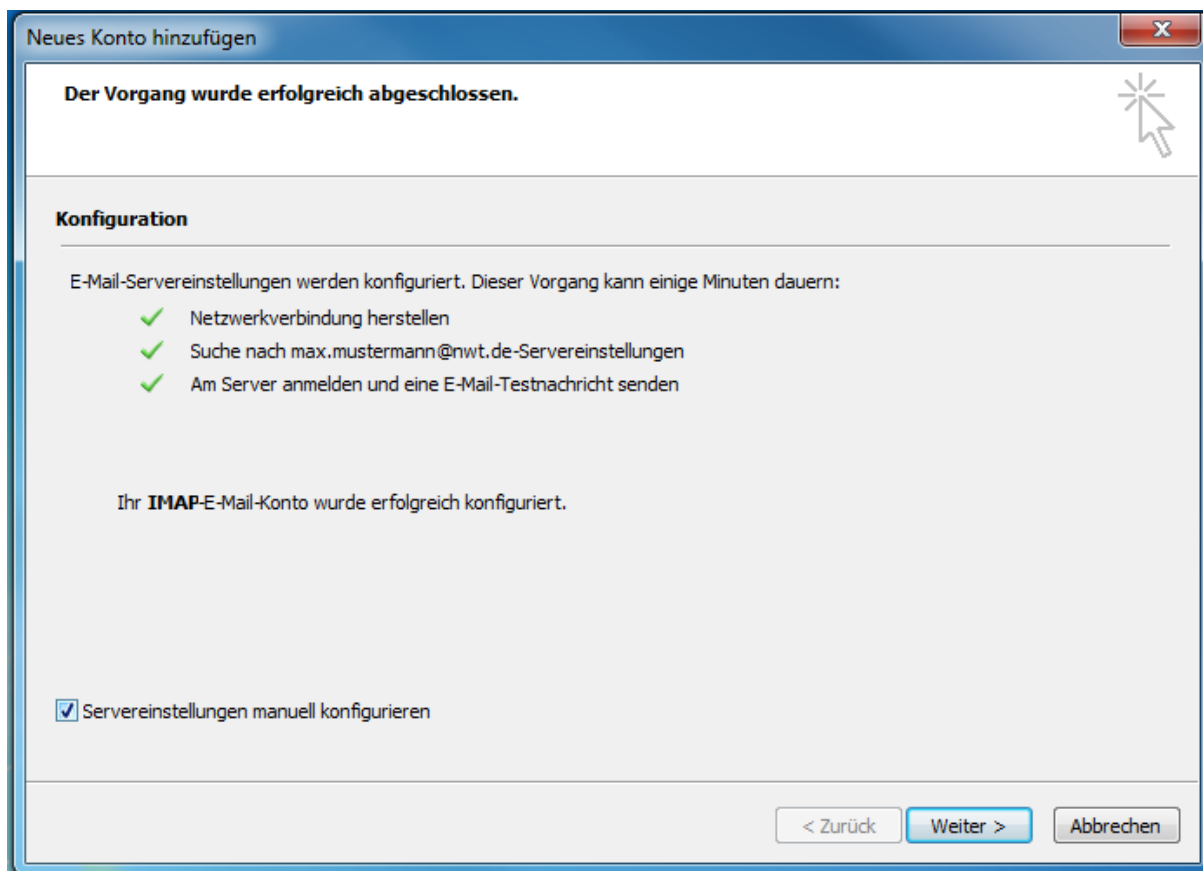 Neues Konto hinzufügen
Der Vorgang wurde erfolgreich abgeschlossen.
Konfiguration
E-Mail-Servereinstellungen werden konfiguriert. Dieser Vorgang kann einige Minuten dauern:
Netzwerkverbindung herstellen
Suche nach max.mustermann@nwt.de-Servereinstellungen
Am Server anmelden und eine E-Mail-Testnachricht senden
Ihr IMAP-E-Mail-Konto wurde erfolgreich konfiguriert.
Servereinstellungen manuell konfigurieren
< Zurück Weiter > Abbrechen